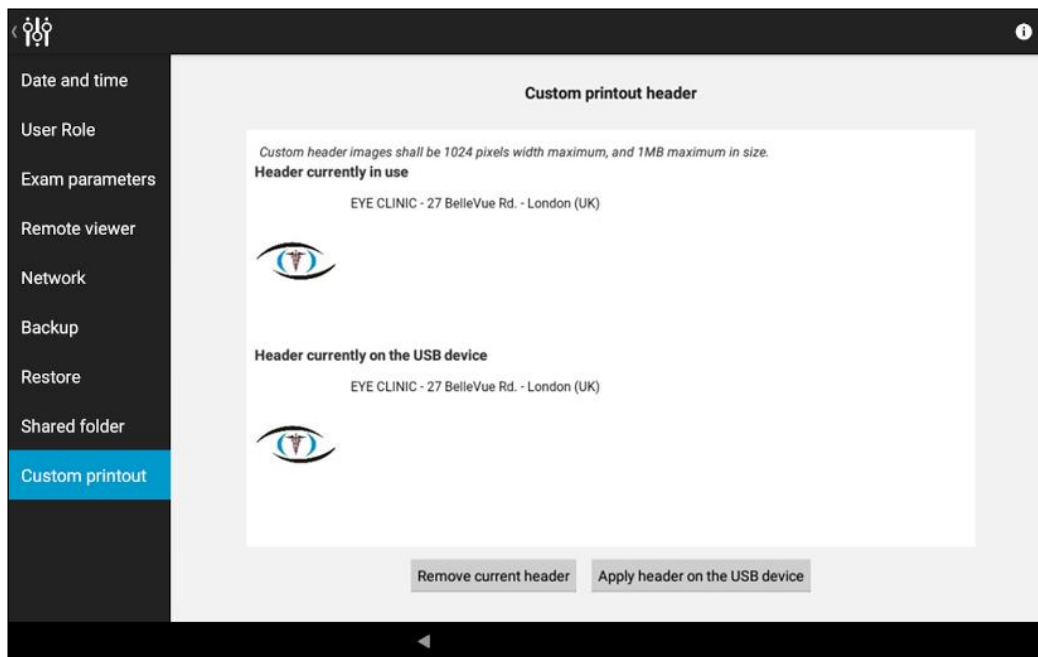 Date and time
User Role
Exam parameters
Remote viewer
Network
Backup
Restore
Shared folder
Custom printout
Custom printout header
Custom header images shall be 1024 pixels width maximum, and 1MB maximum in size.
Header currently in use
EYE CLINIC - 27 BelleVue Rd. - London (UK)
Header currently on the USB device
EYE CLINIC - 27 BelleVue Rd. - London (UK)
Remove current header
Apply header on the USB device